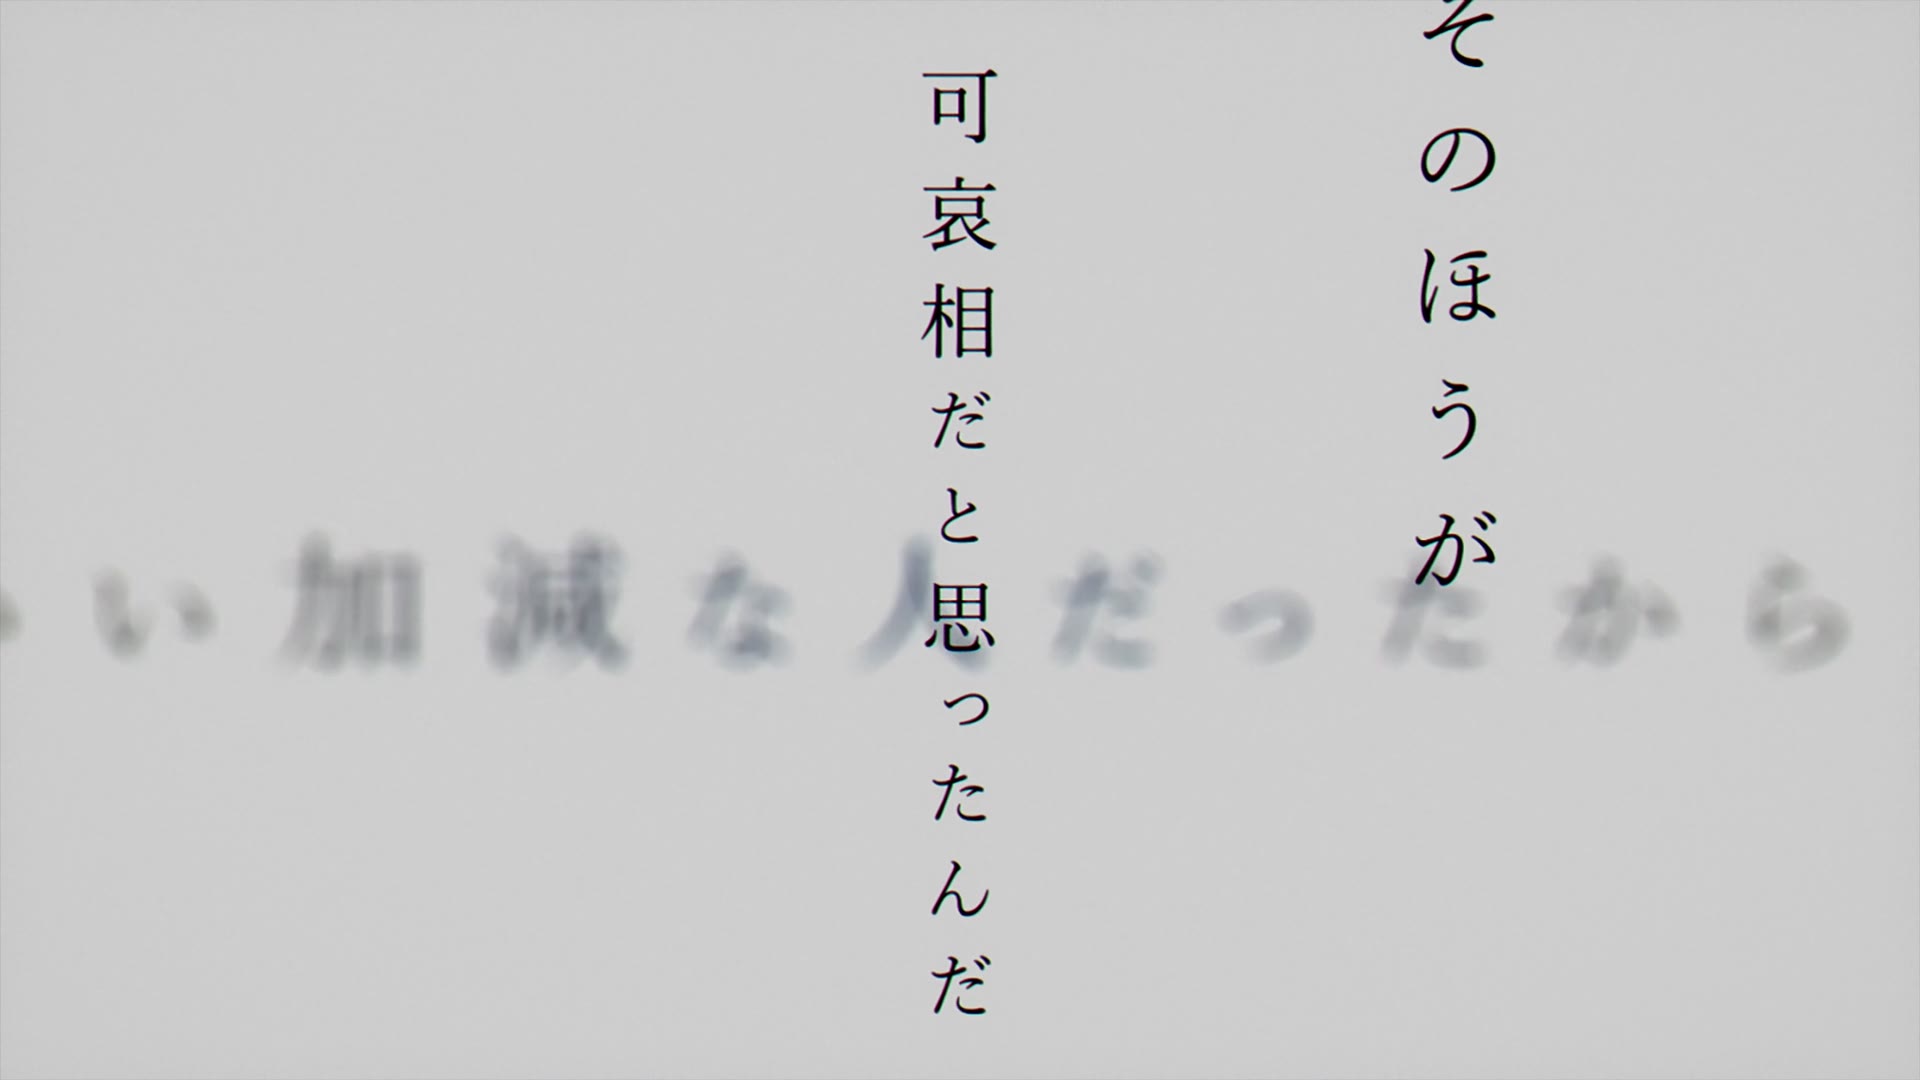 そのほうが
可哀相だと思ったんだ
い加減な人だったから